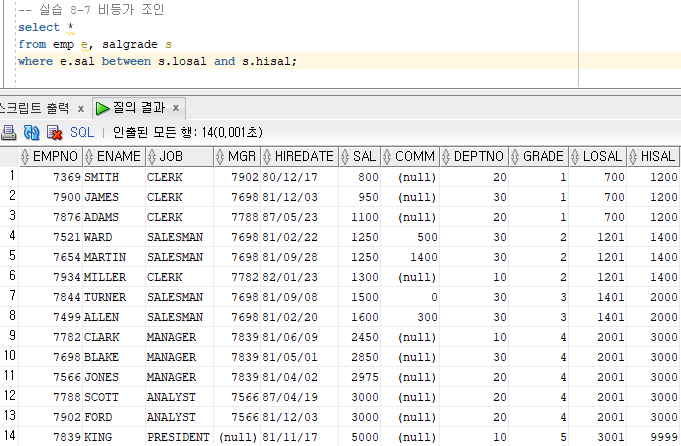 -- 실습 8-7 비등가 조인
select *
from emp e, salgrade s
where e.sal between s.losal and s.hisal;
스크립트 출력 x 질의 결과 x
SQL | 인출된 모든 행: 14(0,001초)
EMPNO ENAME JOB MGR HIREDATE SAL COMM DEPTNO GRADE LOSAL HISAL
1 7369 SMITH CLERK 7902 80/12/17 800 (null) 20 1 700 1200
2 7900 JAMES CLERK 7698 81/12/03 950 (null) 30 1 700 1200
3 7876 ADAMS CLERK 7788 87/05/23 1100 (null) 20 1 700 1200
4 7521 WARD SALESMAN 7698 81/02/22 1250 500 30 2 1201 1400
5 7654 MARTIN SALESMAN 7698 81/09/28 1250 1400 30 2 1201 1400
6 7934 MILLER CLERK 7782 82/01/23 1300 (null) 10 2 1201 1400
7 7844 TURNER SALESMAN 7698 81/09/08 1500 0 30 3 1401 2000
8 7499 ALLEN SALESMAN 7698 81/02/20 1600 300 30 3 1401 2000
9 7782 CLARK MANAGER 7839 81/06/09 2450 (null) 10 4 2001 3000
10 7698 BLAKE MANAGER 7839 81/05/01 2850 (null) 30 4 2001 3000
11 7566 JONES MANAGER 7839 81/04/02 2975 (null) 20 4 2001 3000
12 7788 SCOTT ANALYST 7566 87/04/19 3000 (null) 20 4 2001 3000
13 7902 FORD ANALYST 7566 81/12/03 3000 (null) 20 4 2001 3000
14 7839 KING PRESIDENT (null) 81/11/17 5000 (null) 10 5 3001 9999